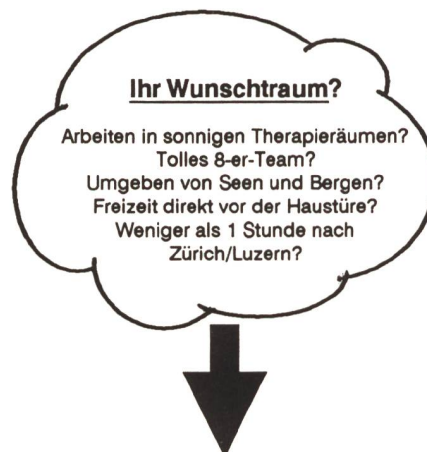 Ihr Wunschtraum?
Arbeiten in sonnigen Therapieräumen?
Tolles 8-er-Team?
Umgeben von Seen und Bergen?
Freizeit direkt vor der Haustüre?
Weniger als 1 Stunde nach
Zürich/Luzern?